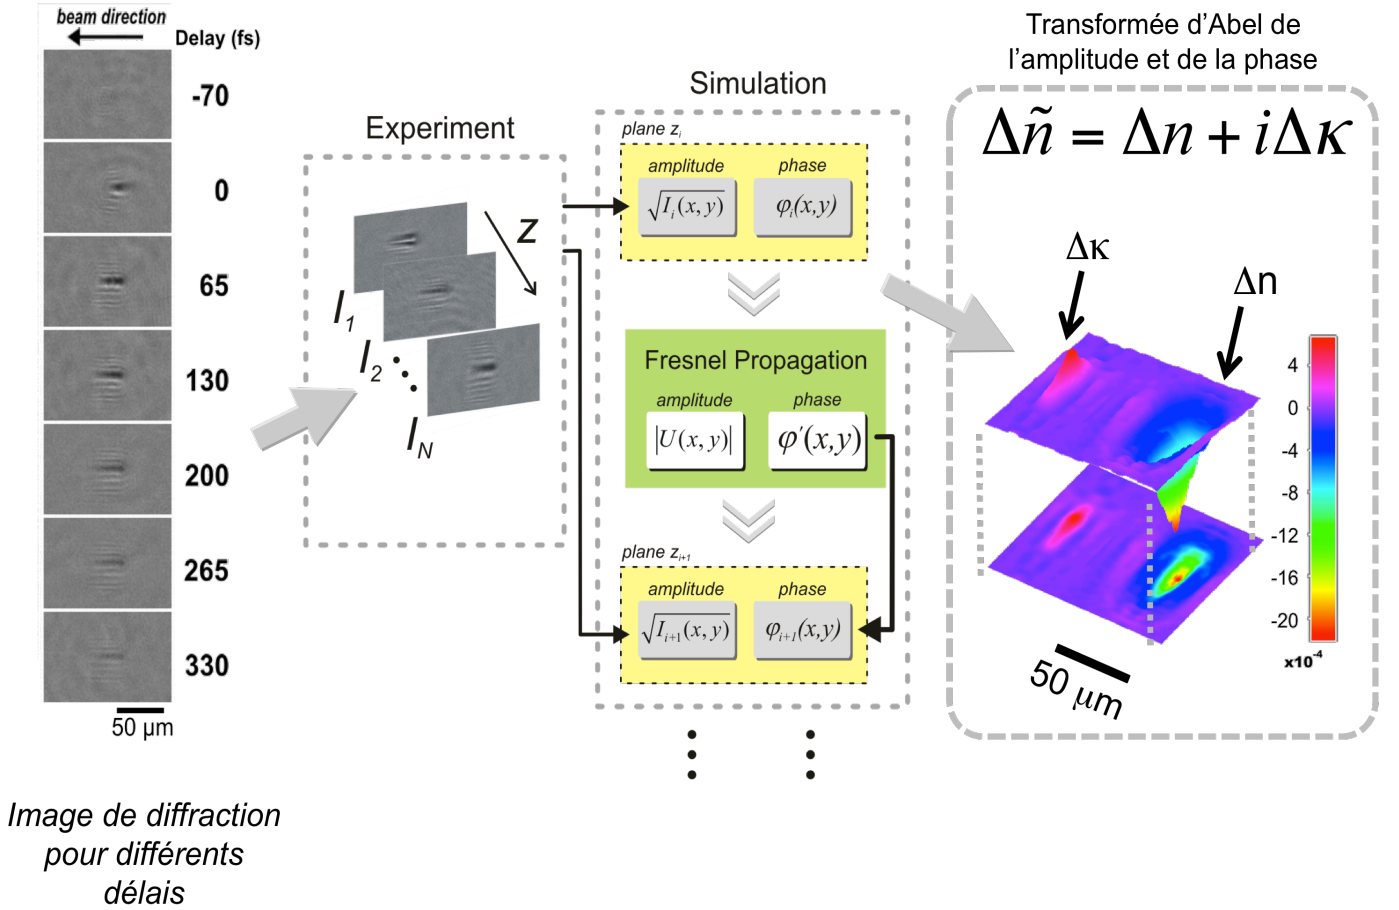 beam direction
Delay (fs)
-70
0
65
130
200
265
330
50 µm
Image de diffraction
pour différents
délais
Experiment
z
I1
I2
IN
Simulation
plane zi
amplitude phase
√Ii(x, y) φi(x,y)
Fresnel Propagation
amplitude phase
|U(x, y)| φ′(x,y)
plane zi+1
amplitude phase
√Ii+1(x, y) φi+1(x,y)
Transformée d’Abel de
l’amplitude et de la phase
Δñ = Δn + iΔκ
Δκ
Δn
4
0
-4
-8
-12
-16
-20
x10-4
50 µm